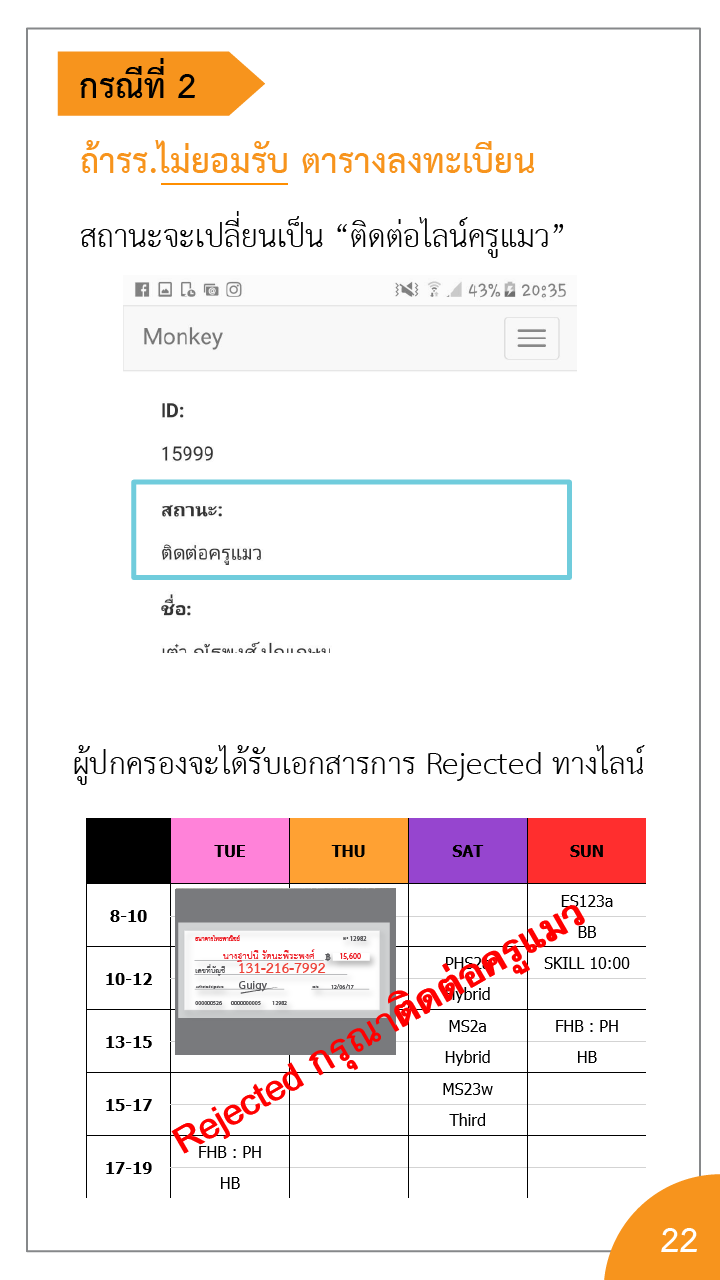 กรณีที่ 2
ถ้ารร.ไม่ยอมรับ ตารางลงทะเบียน
สถานะจะเปลี่ยนเป็น “ติดต่อไลน์ครูแมว”
43% 20:35
Monkey
ID:
15999
สถานะ:
ติดต่อครูแมว
ชื่อ:
ผู้ปกครองจะได้รับเอกสารการ Rejected ทางไลน์
TUE THU SAT SUN
8-10 ES123a
BB
ธนาคารไทยพาณิชย์ 12982
นางฐาปนี รัตนะพีระพงศ์ ฿ 15,600
เลขที่บัญชี 131-216-7992
Guigy 12/06/17
000000526 0000000005 12982
10-12 SKILL 10:00
Hybrid
13-15 MS2a FHB : PH
Hybrid HB
15-17 MS23w
Third
17-19 FHB : PH
HB
Rejected กรุณาติดต่อครูแมว
22